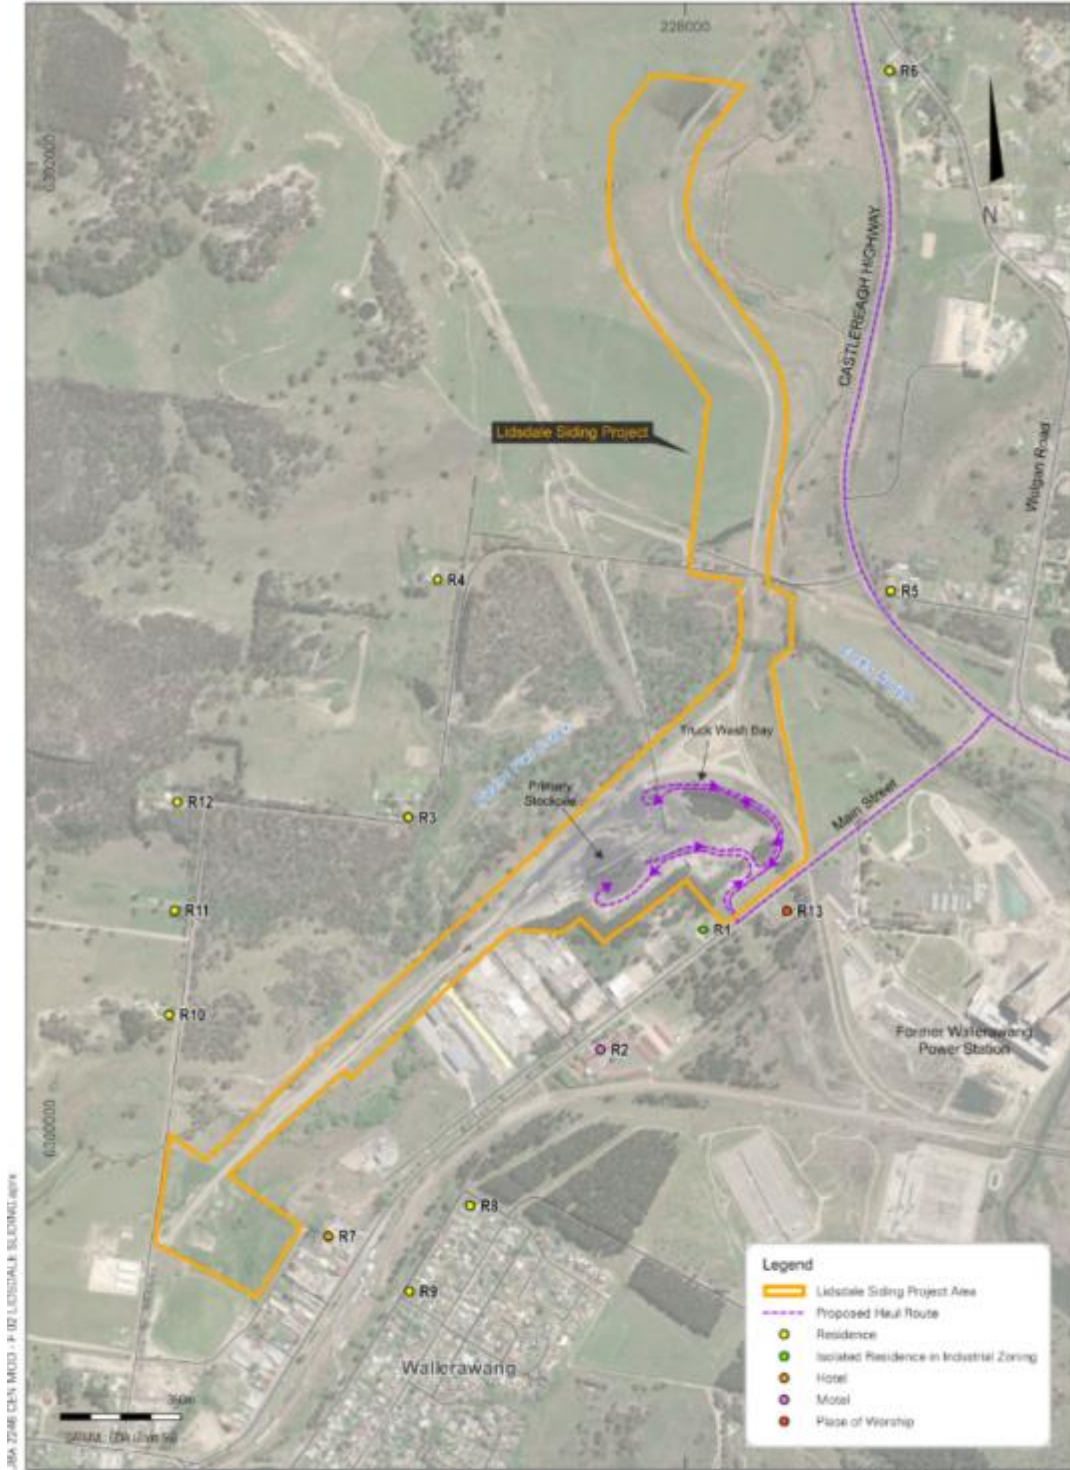 228000
R6
N
CASTLEREAGH HIGHWAY
Lidsdale Siding Project
Wolgan Road
R4
R5
Truck Wash Bay
Primary
Stockpile
Main Street
R12
R3
R11
R1
R13
R10
R2
Former Wallerawang
Power Station
6300000
R8
R7
R9
Wallerawang
Legend
Lidsdale Siding Project Area
Proposed Haul Route
Residence
Isolated Residence in Industrial Zoning
Hotel
Motel
Place of Worship